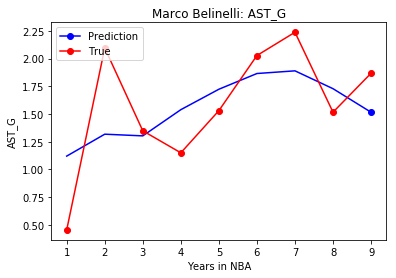 Marco Belinelli: AST_G
Prediction
True
AST_G
2.25
2.00
1.75
1.50
1.25
1.00
0.75
0.50
1 2 3 4 5 6 7 8 9
Years in NBA